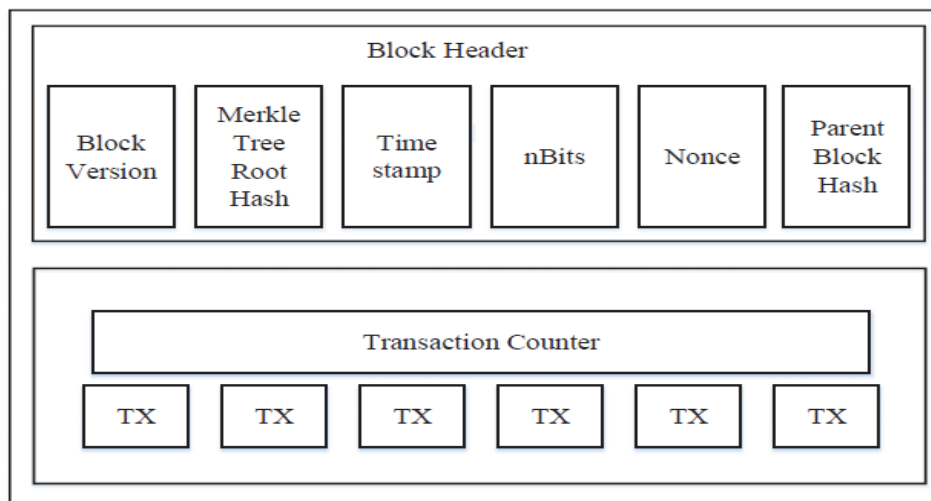 Block Header
Block
Version
Merkle
Tree
Root
Hash
Time
stamp
nBits
Nonce
Parent
Block
Hash
Transaction Counter
TX
TX
TX
TX
TX
TX